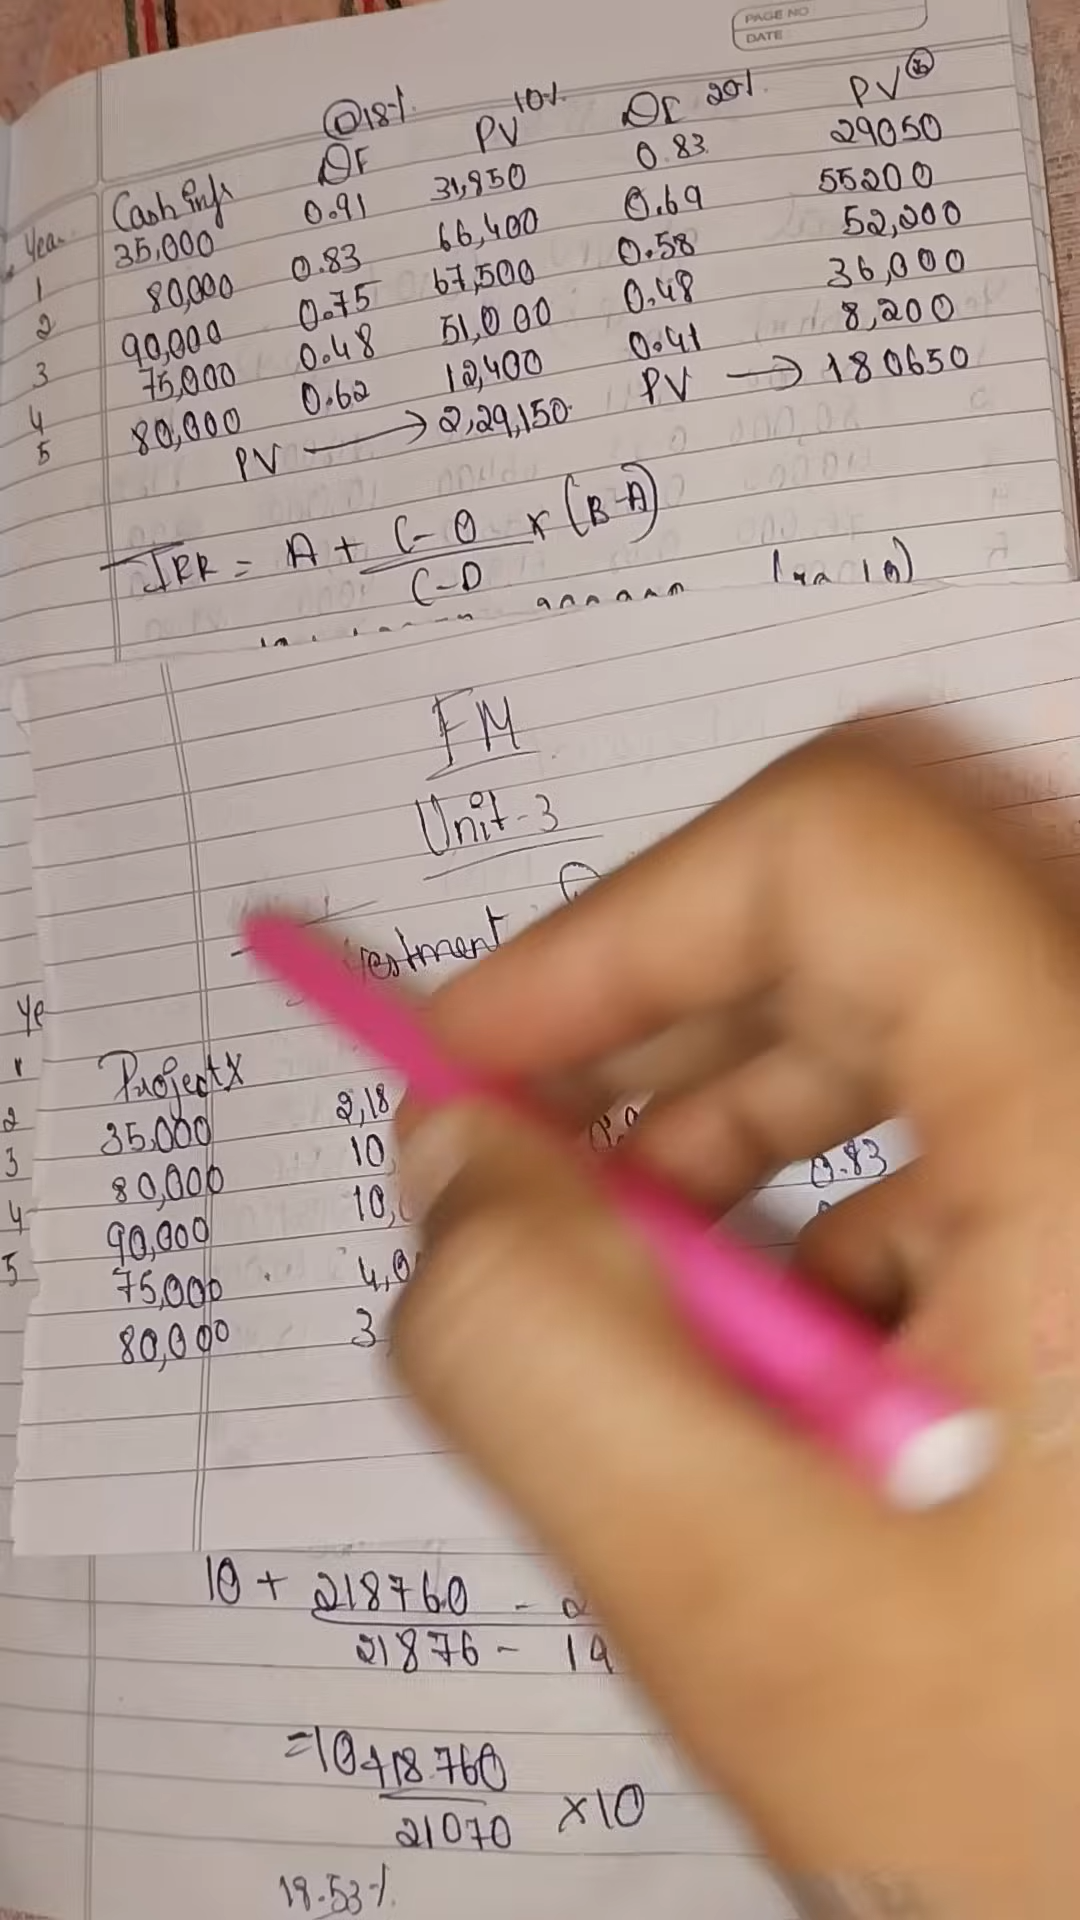 PAGE NO
DATE
@18% 10% 20%
Year Cash infs DF PV DF PV
1 35,000 0.91 31,850 0.83 29050
2 80,000 0.83 66,400 0.69 55200
3 90,000 0.75 67,500 0.58 52,200
4 75,000 0.48 51,000 0.48 36,000
5 80,000 0.62 12,400 0.41 8,200
PV → 2,29,150 PV → 180650
IRR = A + C-O / C-D x (B-A)
FM
Unit-3
Ye
Project X
1 35,000 2,18
2 80,000 10,
3 90,000 10,
4 75,000 4,0
5 80,000 3,
0.83
10 + 218760 -
21876 - 19
=10+18760
21070 ×10
18.53%